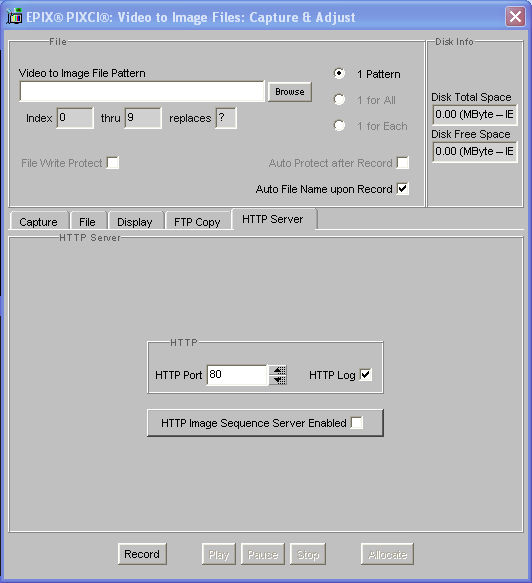 EPIX® PIXCI®: Video to Image Files: Capture & Adjust
File
Disk Info
Video to Image File Pattern
Browse
1 Pattern
1 for All
1 for Each
Index 0 thru 9 replaces ?
Disk Total Space
0.00 (MByte -- IE
Disk Free Space
0.00 (MByte -- IE
File Write Protect
Auto Protect after Record
Auto File Name upon Record
Capture File Display FTP Copy HTTP Server
HTTP Server
HTTP
HTTP Port 80 HTTP Log
HTTP Image Sequence Server Enabled
Record Play Pause Stop Allocate